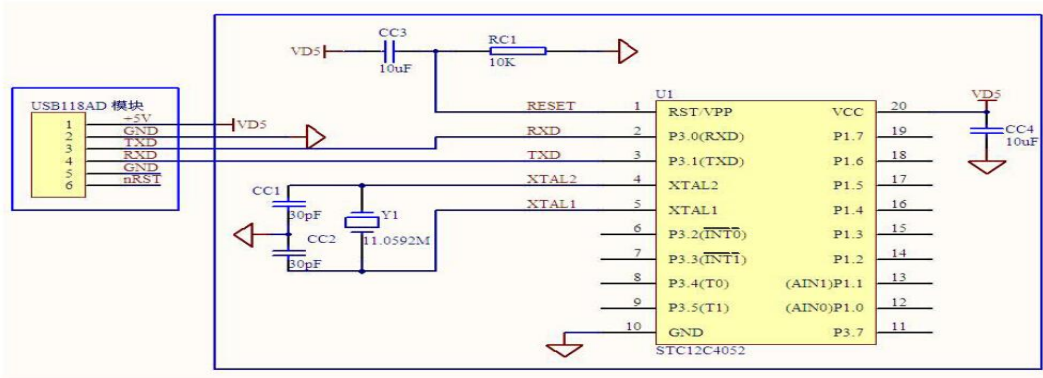 CC3
VD5
10uF
RC1
10K
USB118AD 模块
1 +5V
2 GND
3 TXD
4 RXD
5 GND
6 nRST
VD5
RESET
RXD
TXD
XTAL2
XTAL1
CC1
30pF
CC2
30pF
Y1
11.0592M
U1
1 RST/VPP VCC 20
2 P3.0(RXD) P1.7 19
3 P3.1(TXD) P1.6 18
4 XTAL2 P1.5 17
5 XTAL1 P1.4 16
6 P3.2(INT0) P1.3 15
7 P3.3(INT1) P1.2 14
8 P3.4(T0) (AIN1)P1.1 13
9 P3.5(T1) (AIN0)P1.0 12
10 GND P3.7 11
STC12C4052
VD5
CC4
10uF